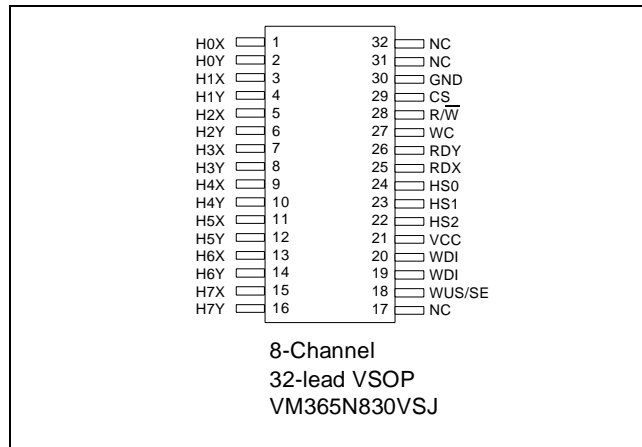 H0X 1 32 NC
H0Y 2 31 NC
H1X 3 30 GND
H1Y 4 29 CS
H2X 5 28 R/W̅
H2Y 6 27 WC
H3X 7 26 RDY
H3Y 8 25 RDX
H4X 9 24 HS0
H4Y 10 23 HS1
H5X 11 22 HS2
H5Y 12 21 VCC
H6X 13 20 WDI
H6Y 14 19 WDI
H7X 15 18 WUS/SE
H7Y 16 17 NC
8-Channel
32-lead VSOP
VM365N830VSJ